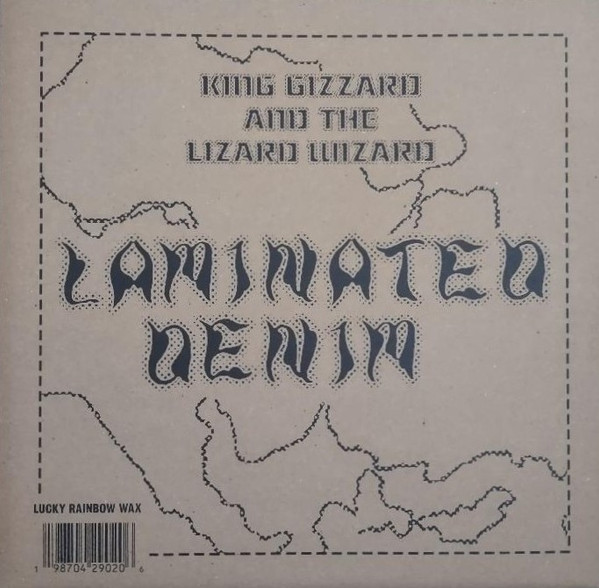 KING GIZZARD
AND THE
LIZARD WIZARD
LAMINATED
DENIM
LUCKY RAINBOW WAX
1 98704 29020 6